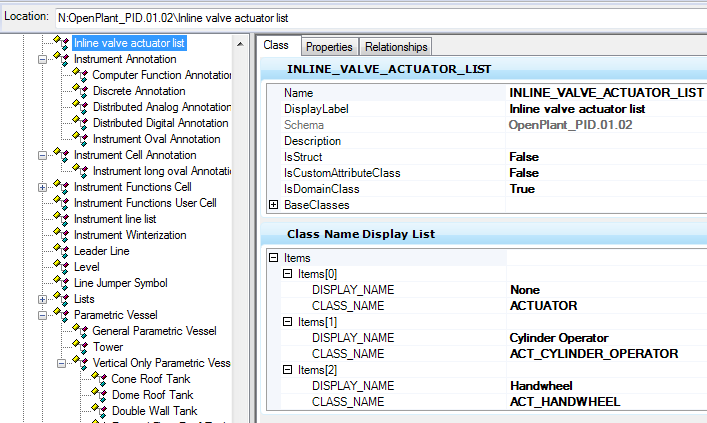 Location: N:OpenPlant_PID.01.02\Inline valve actuator list
Inline valve actuator list
Instrument Annotation
Computer Function Annotation
Discrete Annotation
Distributed Analog Annotation
Distributed Digital Annotation
Instrument Oval Annotation
Instrument Cell Annotation
Instrument long oval Annotati
Instrument Functions Cell
Instrument Functions User Cell
Instrument line list
Instrument Winterization
Leader Line
Level
Line Jumper Symbol
Lists
Parametric Vessel
General Parametric Vessel
Tower
Vertical Only Parametric Vess
Cone Roof Tank
Dome Roof Tank
Double Wall Tank
Class Properties Relationships
INLINE_VALVE_ACTUATOR_LIST
Name INLINE_VALVE_ACTUATOR_LIST
DisplayLabel Inline valve actuator list
Schema OpenPlant_PID.01.02
Description
IsStruct False
IsCustomAttributeClass False
IsDomainClass True
BaseClasses
Class Name Display List
Items
Items[0]
DISPLAY_NAME None
CLASS_NAME ACTUATOR
Items[1]
DISPLAY_NAME Cylinder Operator
CLASS_NAME ACT_CYLINDER_OPERATOR
Items[2]
DISPLAY_NAME Handwheel
CLASS_NAME ACT_HANDWHEEL